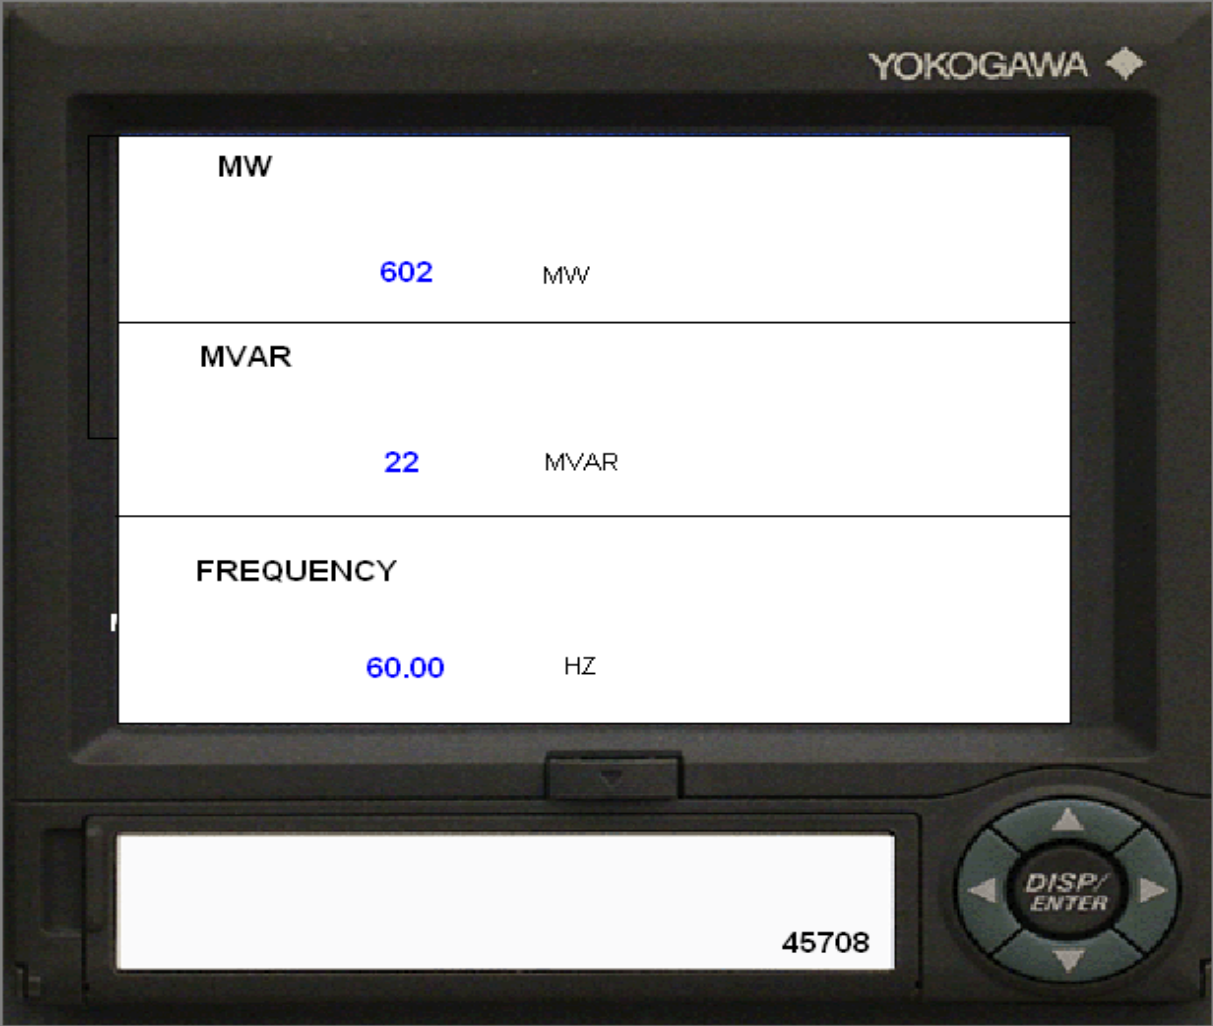 YOKOGAWA
MW
602 MW
MVAR
22 MVAR
FREQUENCY
60.00 HZ
DISP/
ENTER
45708